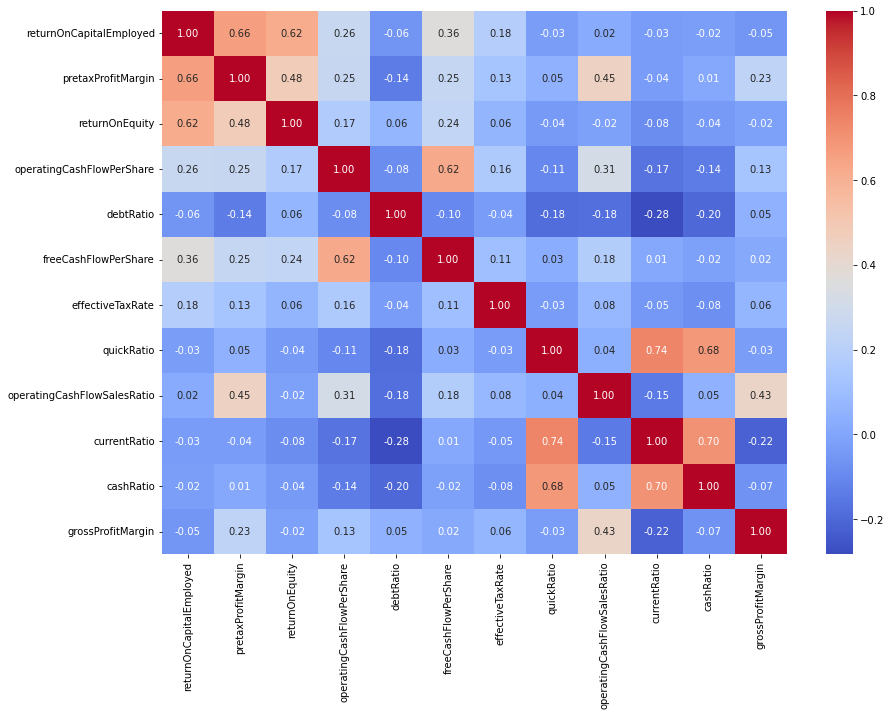 returnOnCapitalEmployed 1.00 0.66 0.62 0.26 -0.06 0.36 0.18 -0.03 0.02 -0.03 -0.02 -0.05
pretaxProfitMargin 0.66 1.00 0.48 0.25 -0.14 0.25 0.13 0.05 0.45 -0.04 0.01 0.23
returnOnEquity 0.62 0.48 1.00 0.17 0.06 0.24 0.06 -0.04 -0.02 -0.08 -0.04 -0.02
operatingCashFlowPerShare 0.26 0.25 0.17 1.00 -0.08 0.62 0.16 -0.11 0.31 -0.17 -0.14 0.13
debtRatio -0.06 -0.14 0.06 -0.08 1.00 -0.10 -0.04 -0.18 -0.18 -0.28 -0.20 0.05
freeCashFlowPerShare 0.36 0.25 0.24 0.62 -0.10 1.00 0.11 0.03 0.18 0.01 -0.02 0.02
effectiveTaxRate 0.18 0.13 0.06 0.16 -0.04 0.11 1.00 -0.03 0.08 -0.05 -0.08 0.06
quickRatio -0.03 0.05 -0.04 -0.11 -0.18 0.03 -0.03 1.00 0.04 0.74 0.68 -0.03
operatingCashFlowSalesRatio 0.02 0.45 -0.02 0.31 -0.18 0.18 0.08 0.04 1.00 -0.15 0.05 0.43
currentRatio -0.03 -0.04 -0.08 -0.17 -0.28 0.01 -0.05 0.74 -0.15 1.00 0.70 -0.22
cashRatio -0.02 0.01 -0.04 -0.14 -0.20 -0.02 -0.08 0.68 0.05 0.70 1.00 -0.07
grossProfitMargin -0.05 0.23 -0.02 0.13 0.05 0.02 0.06 -0.03 0.43 -0.22 -0.07 1.00
returnOnCapitalEmployed
pretaxProfitMargin
returnOnEquity
operatingCashFlowPerShare
debtRatio
freeCashFlowPerShare
effectiveTaxRate
quickRatio
operatingCashFlowSalesRatio
currentRatio
cashRatio
grossProfitMargin
1.0
0.8
0.6
0.4
0.2
0.0
−0.2